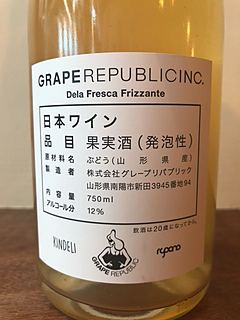 GRAPEREPUBLICINC.
Dela Fresca Frizzante
日本ワイン
品目 果実酒（発泡性）
原材料名 ぶどう（山形県産）
製造者 株式会社グレープリパブリック
山形県南陽市新田3945番地94
内容量 750ml
アルコール分 12%
飲酒は20歳になってから。
KINDELI
GRAPE REPUBLIC